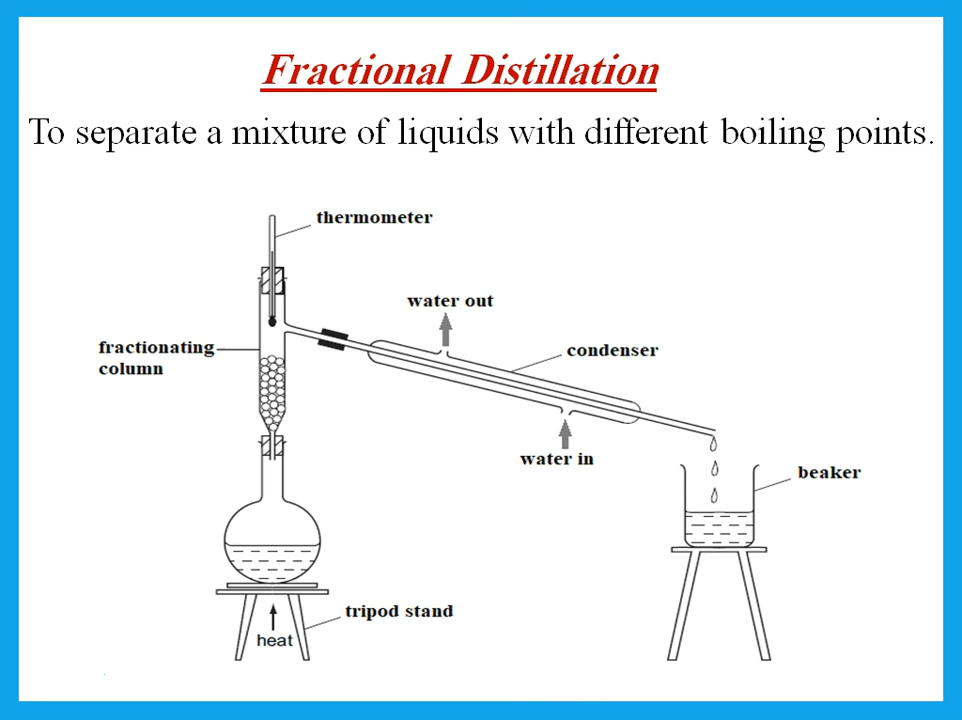 Fractional Distillation
To separate a mixture of liquids with different boiling points.
thermometer
water out
fractionating
column
condenser
water in
beaker
tripod stand
heat